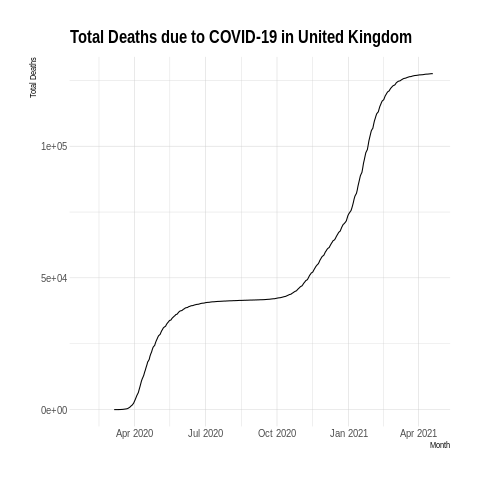 Total Deaths due to COVID-19 in United Kingdom
Total Deaths
1e+05
5e+04
0e+00
Apr 2020 Jul 2020 Oct 2020 Jan 2021 Apr 2021
Month